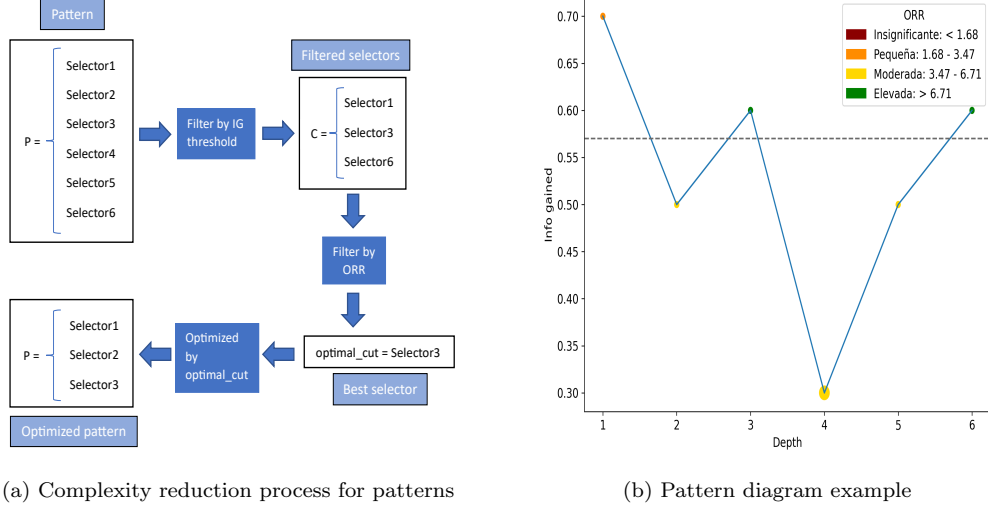 Pattern
P =
Selector1
Selector2
Selector3
Selector4
Selector5
Selector6
Filter by IG
threshold
Filtered selectors
C =
Selector1
Selector3
Selector6
Filter by
ORR
optimal_cut = Selector3
Best selector
Optimized
by
optimal_cut
P =
Selector1
Selector2
Selector3
Optimized pattern
(a) Complexity reduction process for patterns
ORR
Insignificante: < 1.68
Pequeña: 1.68 - 3.47
Moderada: 3.47 - 6.71
Elevada: > 6.71
Info gained
0.70
0.65
0.60
0.55
0.50
0.45
0.40
0.35
0.30
1 2 3 4 5 6
Depth
(b) Pattern diagram example